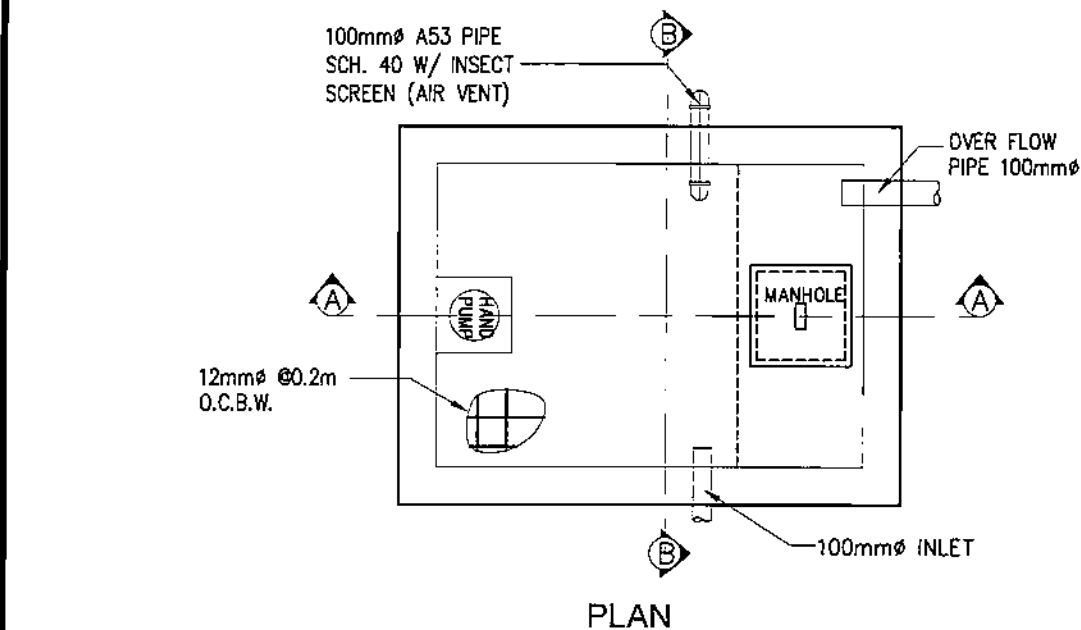 100mmø A53 PIPE
SCH. 40 W/ INSECT
SCREEN (AIR VENT)
B
OVER FLOW
PIPE 100mmø
A
HAND
PUMP
MANHOLE
A
12mmø @0.2m
O.C.B.W.
B
100mmø INLET
PLAN